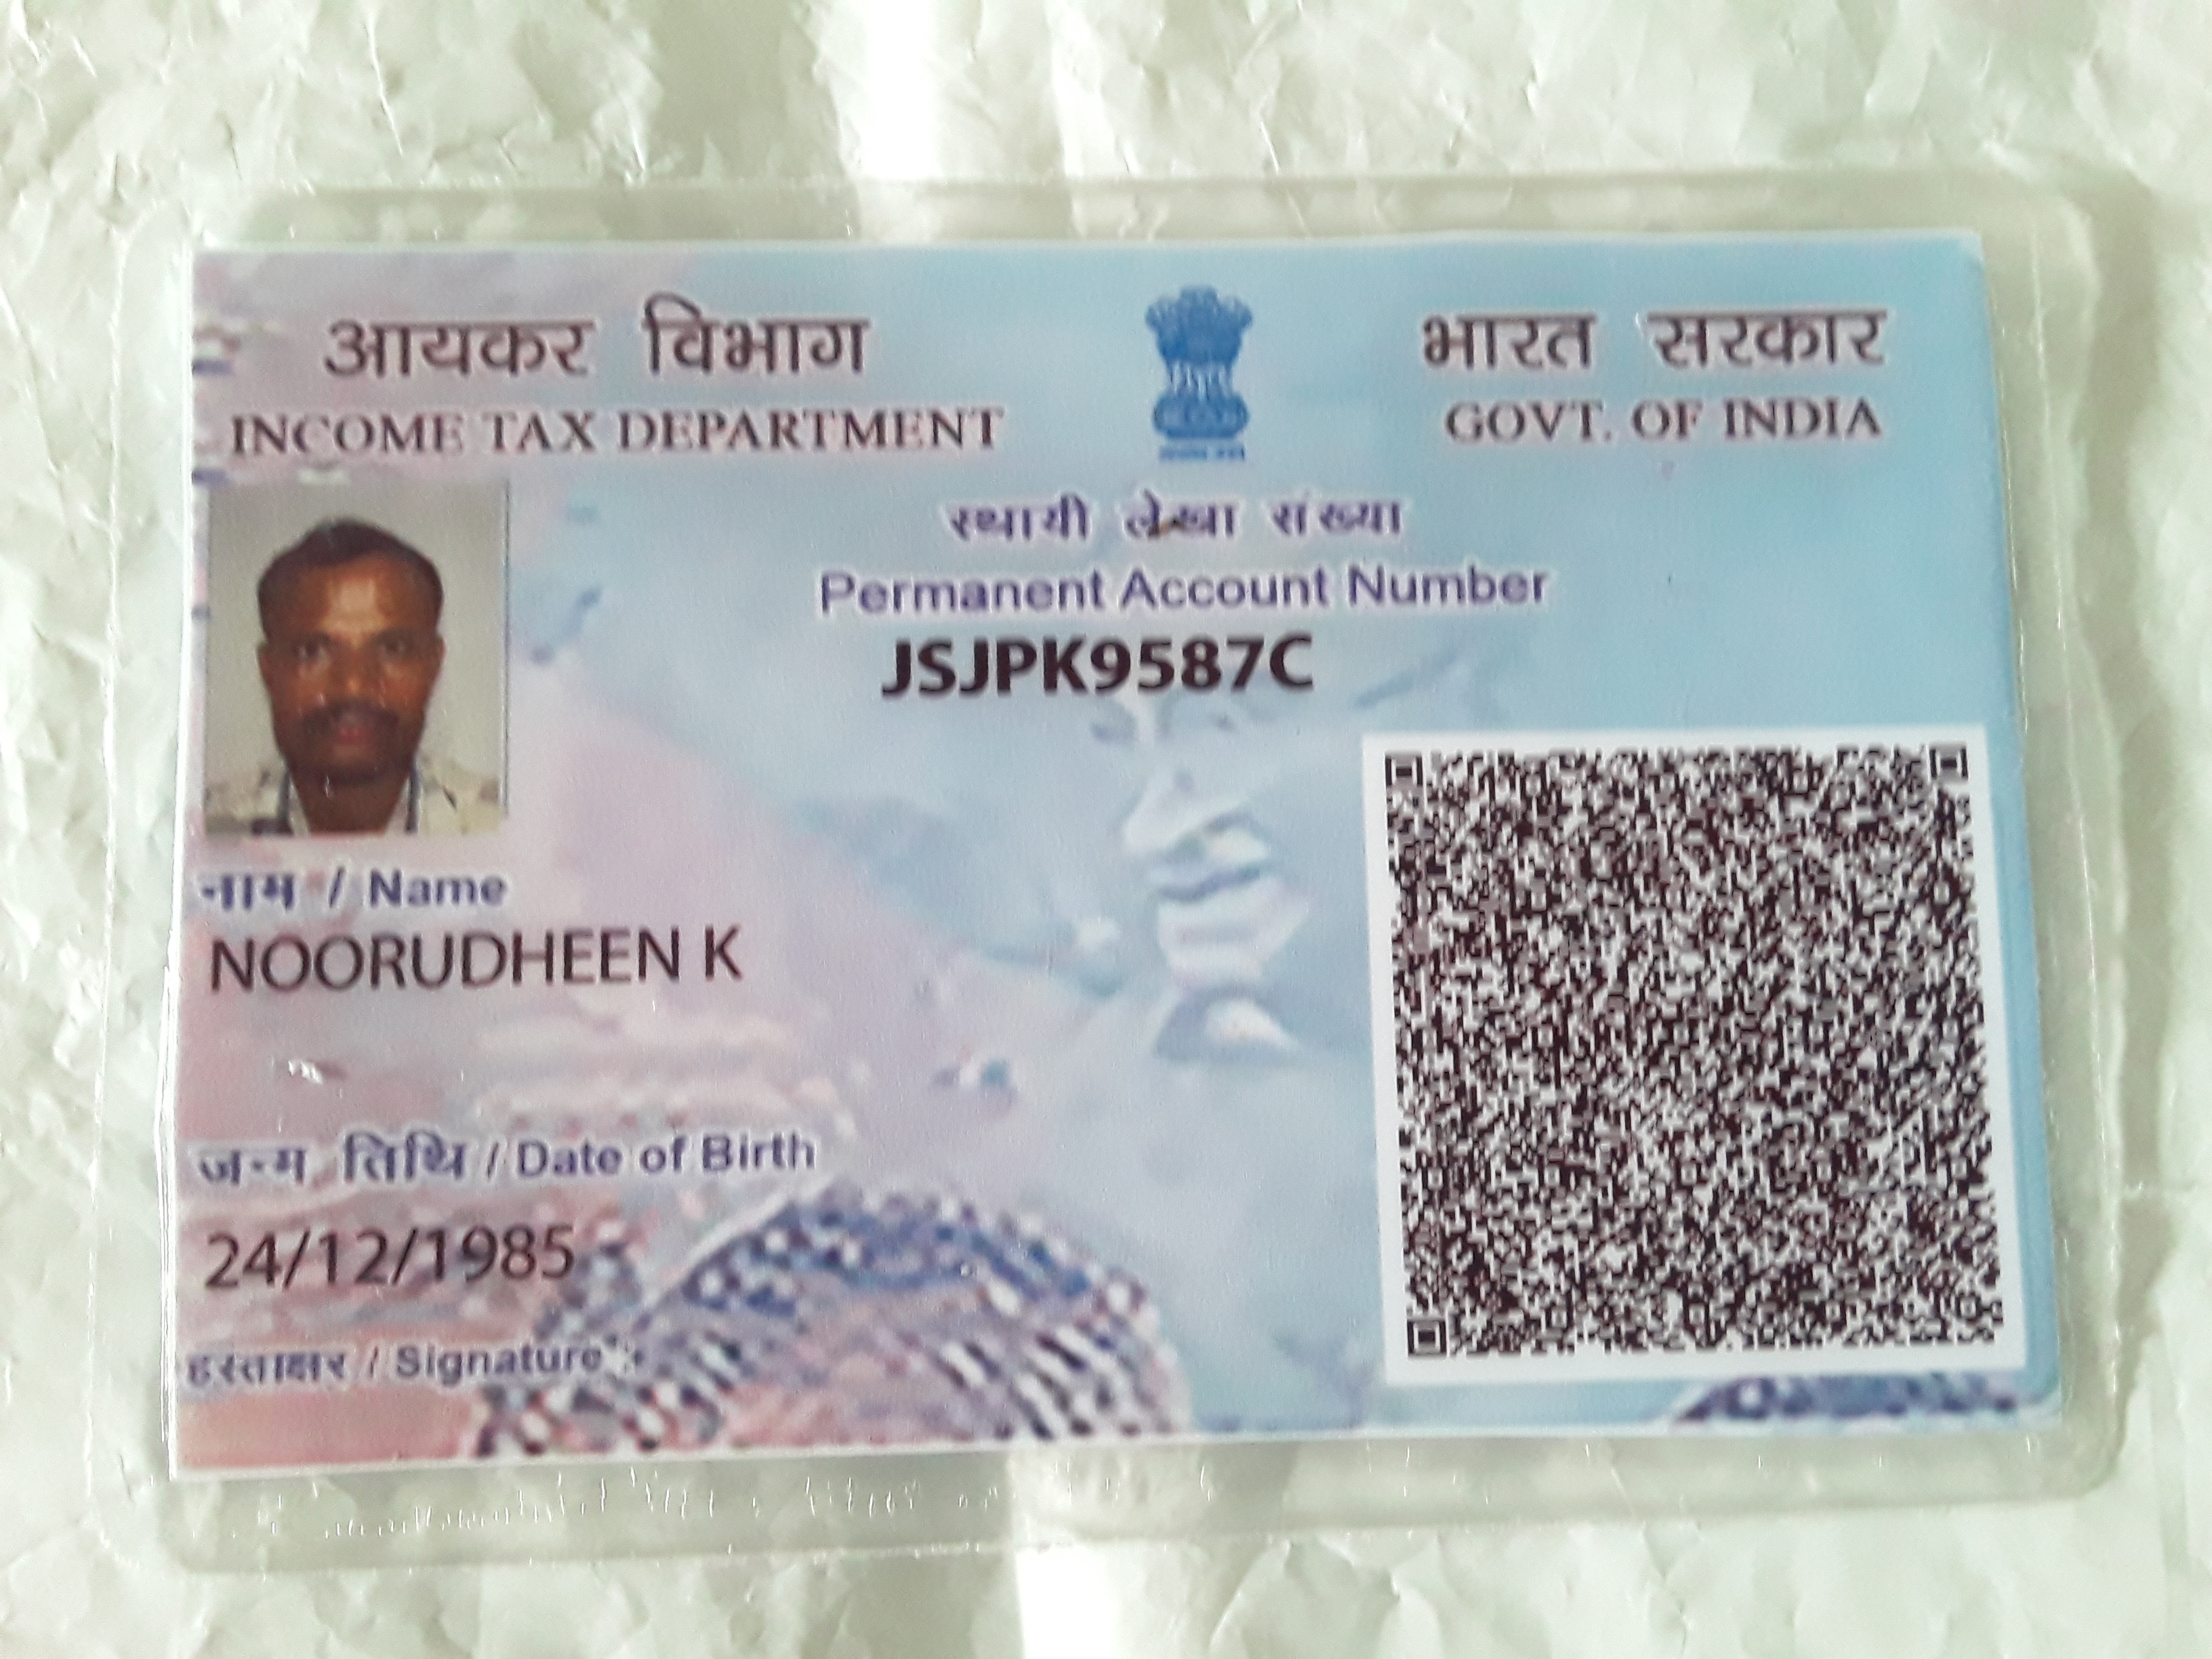 आयकर विभाग
INCOME TAX DEPARTMENT
भारत सरकार
GOVT. OF INDIA
स्थायी लेखा संख्या
Permanent Account Number
JSJPK9587C
नाम / Name
NOORUDHEEN K
जन्म तिथि / Date of Birth
24/12/1985
हस्ताक्षर / Signature :